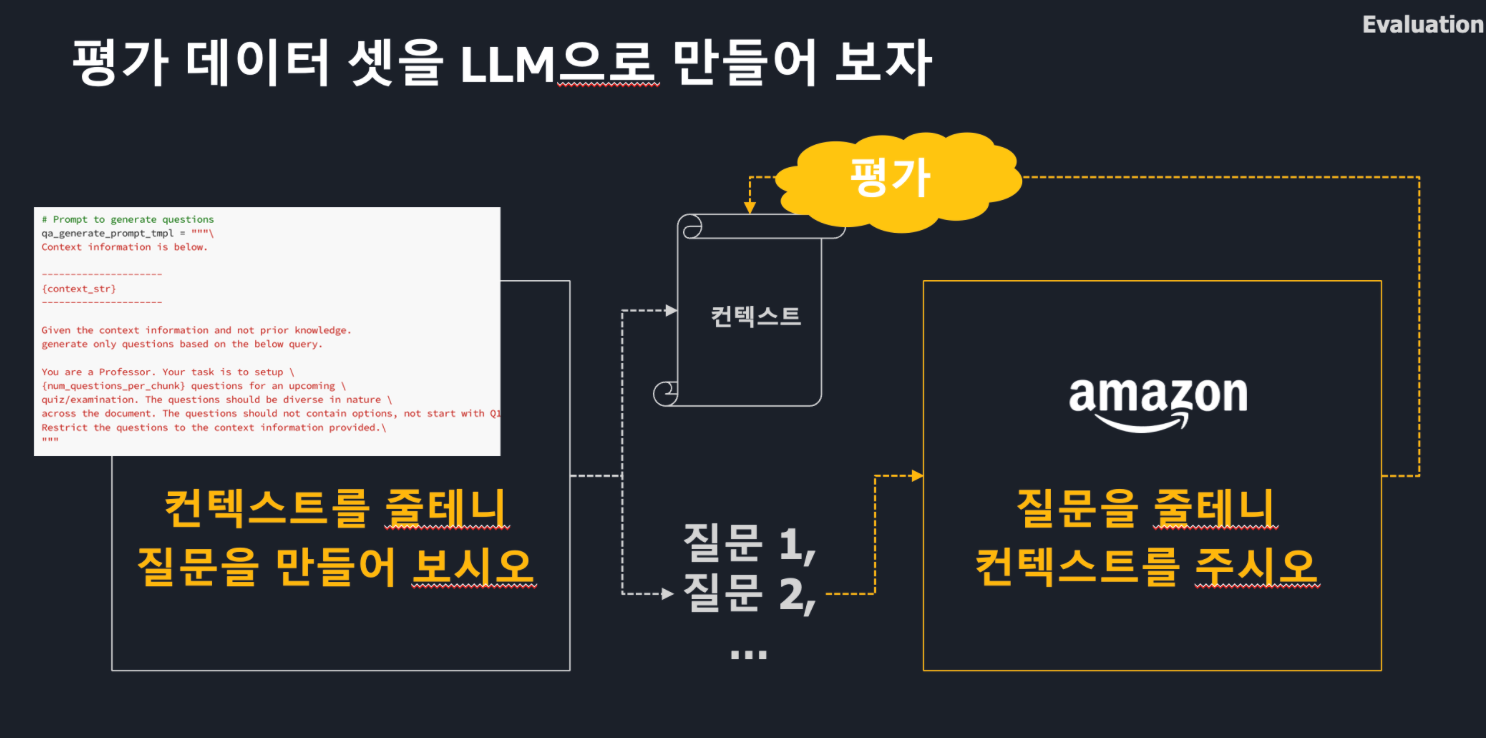 Evaluation
평가 데이터 셋을 LLM으로 만들어 보자
평가
# Prompt to generate questions
qa_generate_prompt_tmpl = """\
Context information is below.
---------------------
{context_str}
---------------------
Given the context information and not prior knowledge.
generate only questions based on the below query.
You are a Professor. Your task is to setup \
{num_questions_per_chunk} questions for an upcoming \
quiz/examination. The questions should be diverse in nature \
across the document. The questions should not contain options, not start with Q1
Restrict the questions to the context information provided.\
"""
컨텍스트를 줄테니
질문을 만들어 보시오
컨텍스트
질문 1,
질문 2,
...
amazon
질문을 줄테니
컨텍스트를 주시오